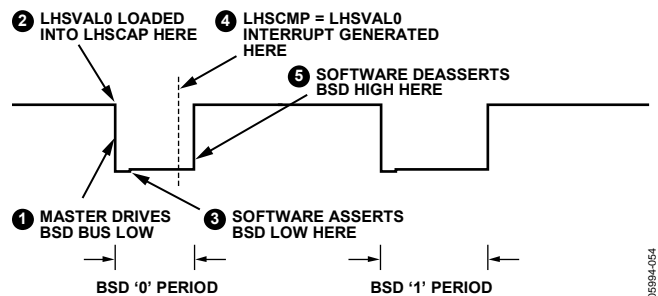 2 LHSVAL0 LOADED
INTO LHSCAP HERE
4 LHSCMP = LHSVAL0
INTERRUPT GENERATED
HERE
5 SOFTWARE DEASSERTS
BSD HIGH HERE
1 MASTER DRIVES
BSD BUS LOW
3 SOFTWARE ASSERTS
BSD LOW HERE
BSD ‘0’ PERIOD
BSD ‘1’ PERIOD
05994-054